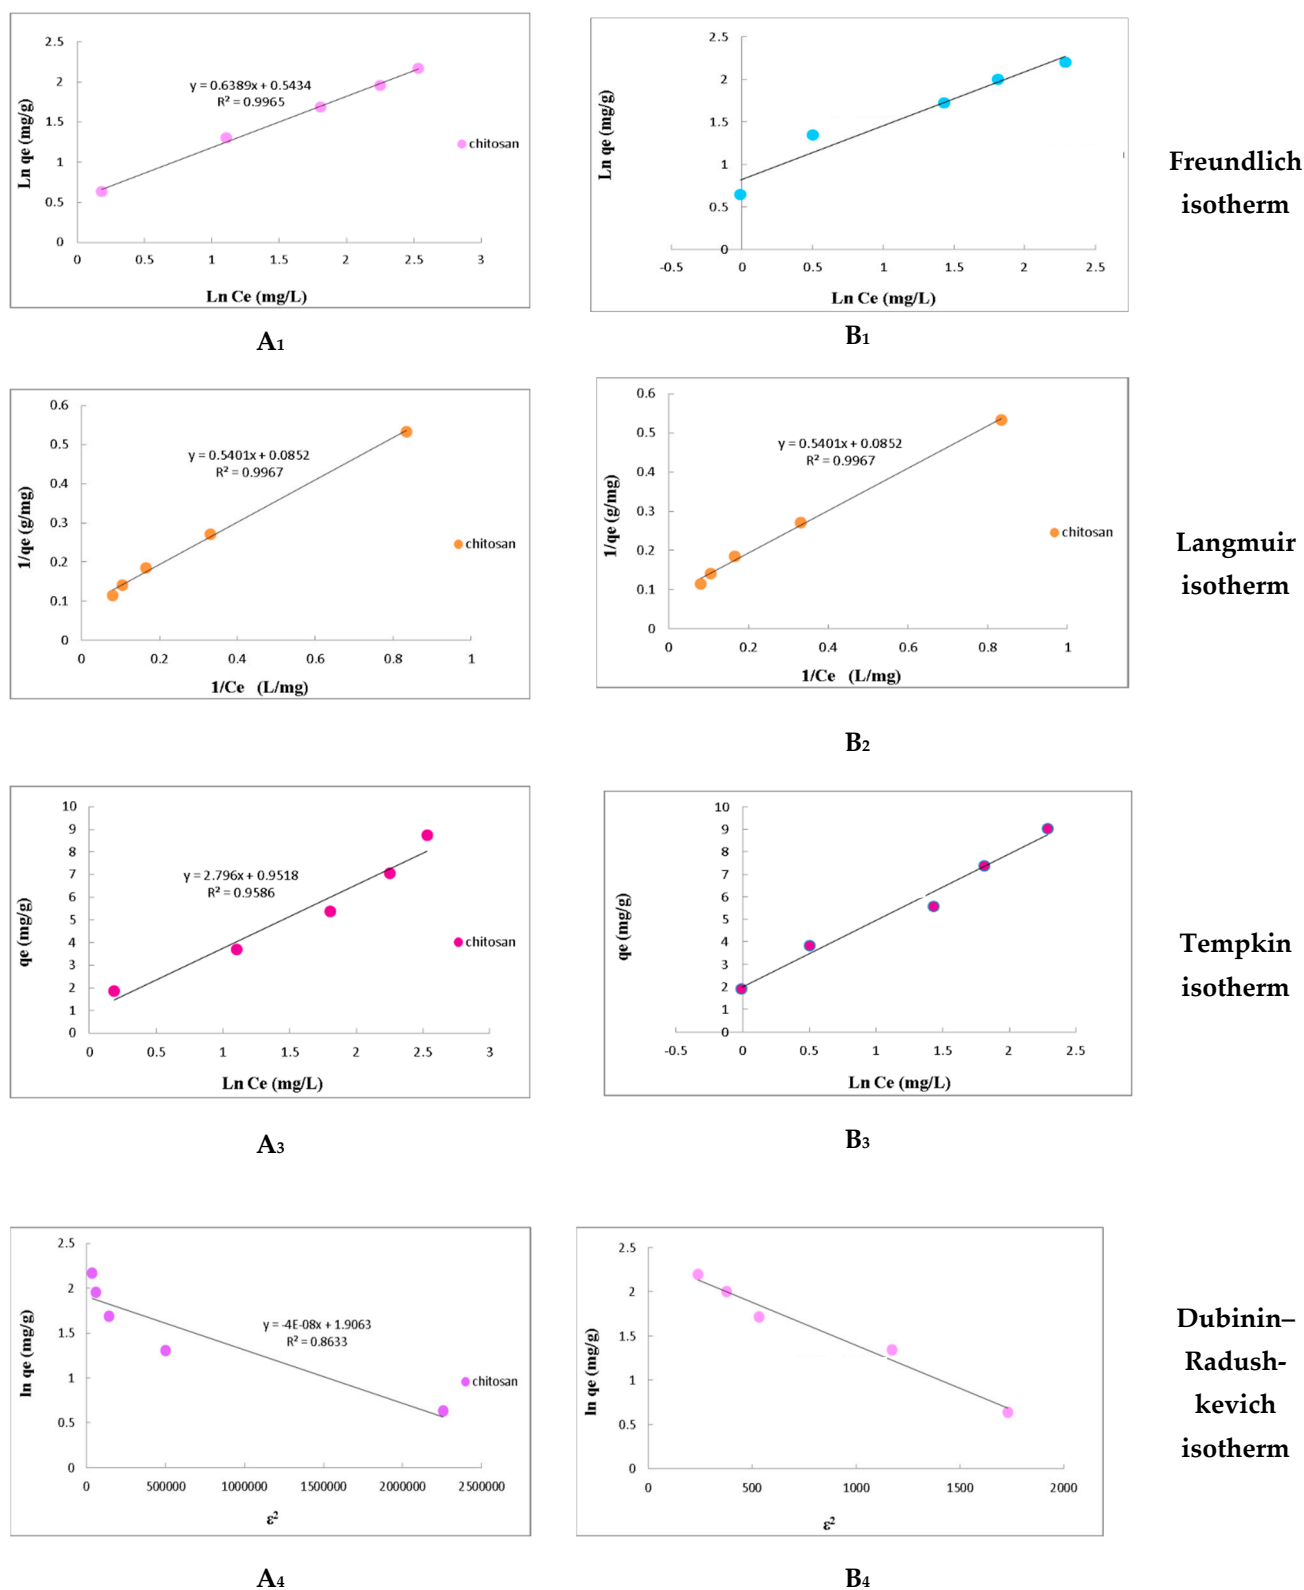 2.5
2
1.5
1
0.5
0
0
0.5
1
1.5
2
2.5
3
Ln qe (mg/g)
y = 0.6389x + 0.5434
R² = 0.9965
chitosan
Ln Ce (mg/L)
A1
2.5
2
1.5
1
0.5
0
-0.5
0
0.5
1
1.5
2
2.5
Ln qe (mg/g)
Ln Ce (mg/L)
B1
Freundlich
isotherm
0.6
0.5
0.4
0.3
0.2
0.1
0
0
0.2
0.4
0.6
0.8
1
1/qe (g/mg)
y = 0.5401x + 0.0852
R² = 0.9967
chitosan
1/Ce (L/mg)
0.6
0.5
0.4
0.3
0.2
0.1
0
0
0.2
0.4
0.6
0.8
1
1/qe (g/mg)
y = 0.5401x + 0.0852
R² = 0.9967
chitosan
1/Ce (L/mg)
B2
Langmuir
isotherm
10
9
8
7
6
5
4
3
2
1
0
0
0.5
1
1.5
2
2.5
3
qe (mg/g)
y = 2.796x + 0.9518
R² = 0.9586
chitosan
Ln Ce (mg/L)
A3
10
9
8
7
6
5
4
3
2
1
0
-0.5
0
0.5
1
1.5
2
2.5
qe (mg/g)
Ln Ce (mg/L)
B3
Tempkin
isotherm
2.5
2
1.5
1
0.5
0
0
500000
1000000
1500000
2000000
2500000
ln qe (mg/g)
y = -4E-08x + 1.9063
R² = 0.8633
chitosan
ε²
A4
2.5
2
1.5
1
0.5
0
0
500
1000
1500
2000
ln qe (mg/g)
ε²
B4
Dubinin–
Radush-
kevich
isotherm